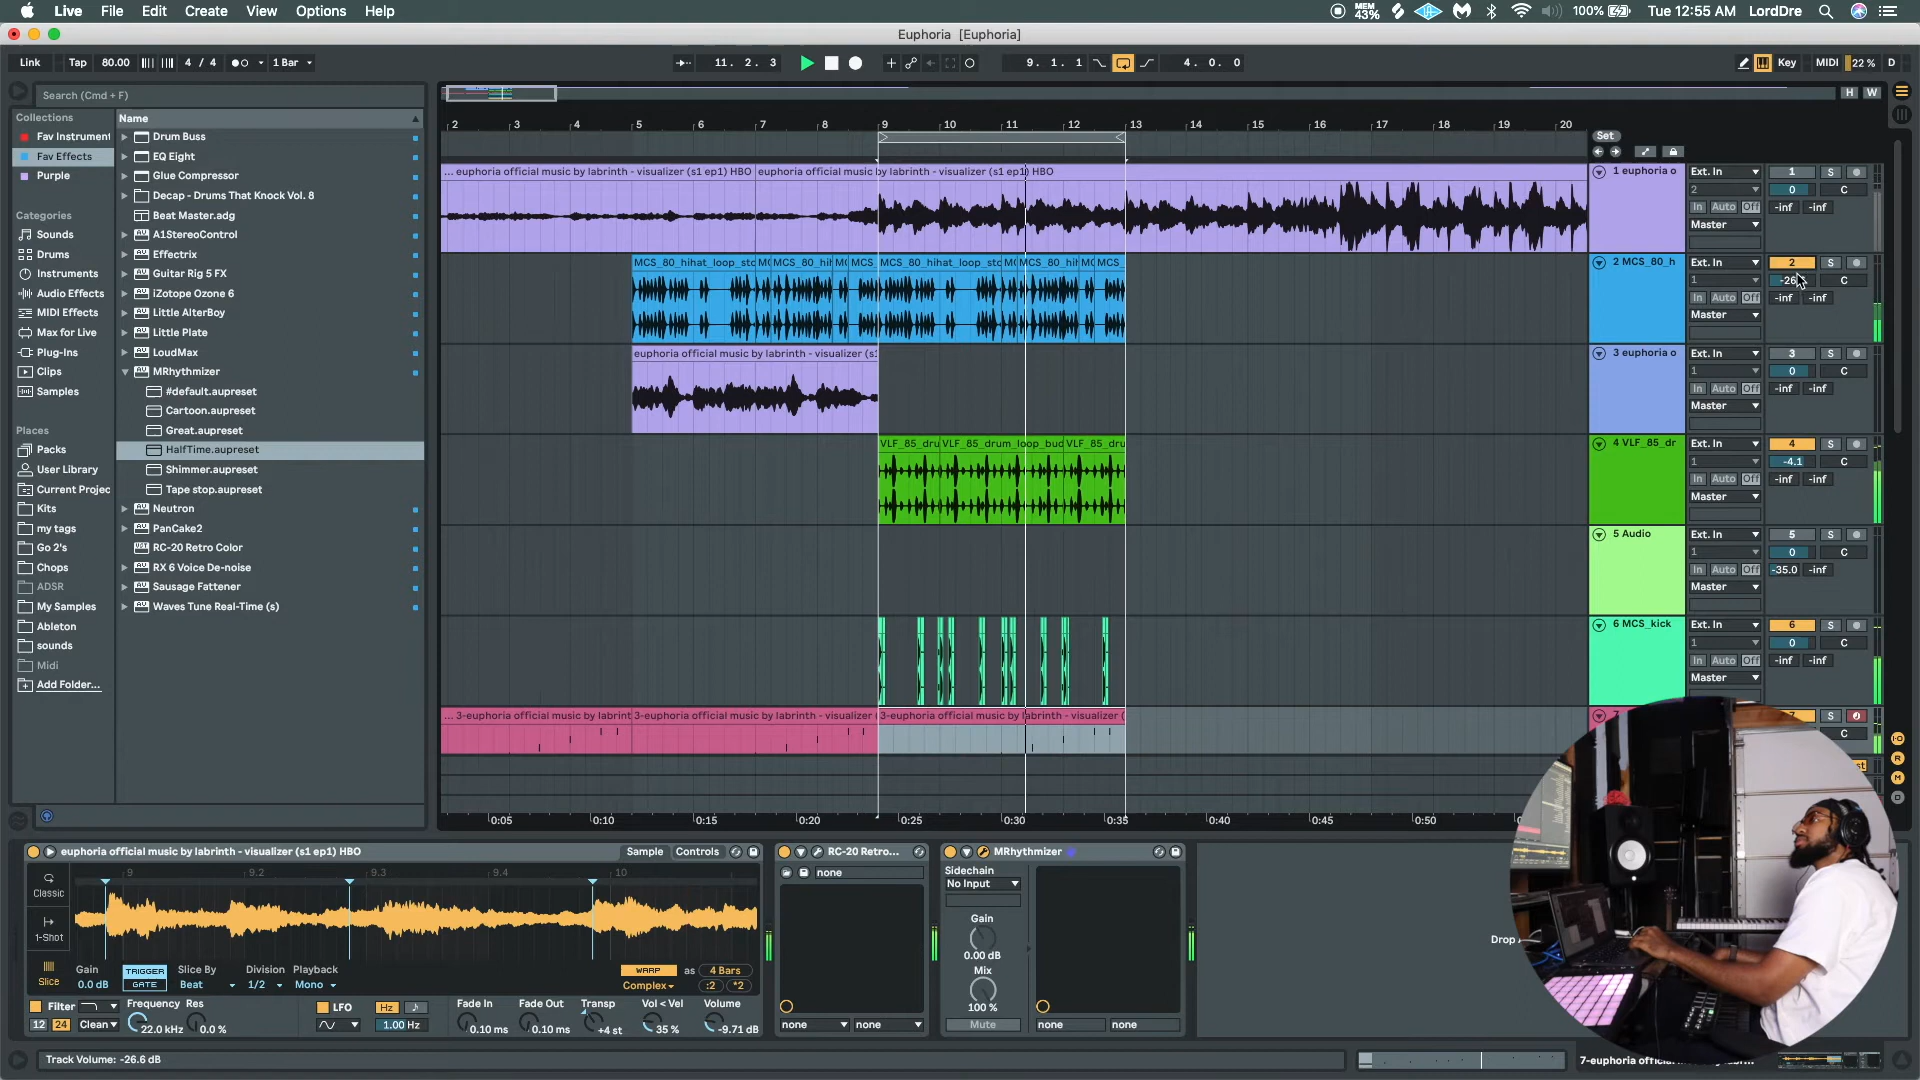 Live File Edit Create View Options Help
MEM 43% 100% Tue 12:55 AM LordDre
Euphoria [Euphoria]
Link Tap 80.00 4 / 4 1 Bar 11. 2. 3 9. 1. 1 4. 0. 0 Key MIDI 22 % D
Search (Cmd + F)
H W
Collections
Fav Instrument
Fav Effects
Purple
Categories
Sounds
Drums
Instruments
Audio Effects
MIDI Effects
Max for Live
Plug-Ins
Clips
Samples
Places
Packs
User Library
Current Projec
Kits
my tags
Go 2's
Chops
ADSR
My Samples
Ableton
sounds
Midi
Add Folder...
Name
Drum Buss
EQ Eight
Glue Compressor
Decap - Drums That Knock Vol. 8
Beat Master.adg
A1StereoControl
Effectrix
Guitar Rig 5 FX
iZotope Ozone 6
Little AlterBoy
Little Plate
LoudMax
MRhythmizer
#default.aupreset
Cartoon.aupreset
Great.aupreset
HalfTime.aupreset
Shimmer.aupreset
Tape stop.aupreset
Neutron
PanCake2
RC-20 Retro Color
RX 6 Voice De-noise
Sausage Fattener
Waves Tune Real-Time (s)
2 3 4 5 6 7 8 9 10 11 12 13 14 15 16 17 18 19 20
Set
... euphoria official music by labrinth - visualizer (s1 ep1) HBO euphoria official music by labrinth - visualizer (s1 ep1) HBO
1 euphoria o Ext. In 1 S
2 0 C
In Auto Off -inf -inf
Master
MCS_80_hihat_loop_stc MC MCS_80_hih MC MCS_ MCS_80_hihat_loop_stc MC MCS_80_hih MC MCS_
2 MCS_80_h Ext. In 2 S
1 -26 C
In Auto Off -inf -inf
Master
euphoria official music by labrinth - visualizer (s1
3 euphoria o Ext. In 3 S
1 0 C
In Auto Off -inf -inf
Master
VLF_85_dru VLF_85_drum_loop_bud VLF_85_dru
4 VLF_85_dr Ext. In 4 S
1 -4.1 C
In Auto Off -inf -inf
Master
5 Audio Ext. In 5 S
1 0 C
In Auto Off -35.0 -inf
Master
6 MCS_kick Ext. In 6 S
1 0 C
In Auto Off -inf -inf
Master
... 3-euphoria official music by labrint 3-euphoria official music by labrinth - visualizer ( 3-euphoria official music by labrinth - visualizer (
7 S
C
0:05 0:10 0:15 0:20 0:25 0:30 0:35 0:40 0:45 0:50
I·O
R
M
D
euphoria official music by labrinth - visualizer (s1 ep1) HBO Sample Controls
9 9.2 9.3 9.4 10
Classic
1-Shot
Slice
Gain TRIGGER Slice By Division Playback WARP as 4 Bars
0.0 dB GATE Beat 1/2 Mono Complex :2 *2
Filter Frequency Res LFO Hz Fade In Fade Out Transp Vol < Vel Volume
12 24 Clean 22.0 kHz 0.0 % 1.00 Hz 0.10 ms 0.10 ms +4 st 35 % -9.71 dB
RC-20 Retro...
none
none none
MRhythmizer
Sidechain
No Input
Gain
0.00 dB
Mix
100 %
Mute none none
Drop
Track Volume: -26.6 dB